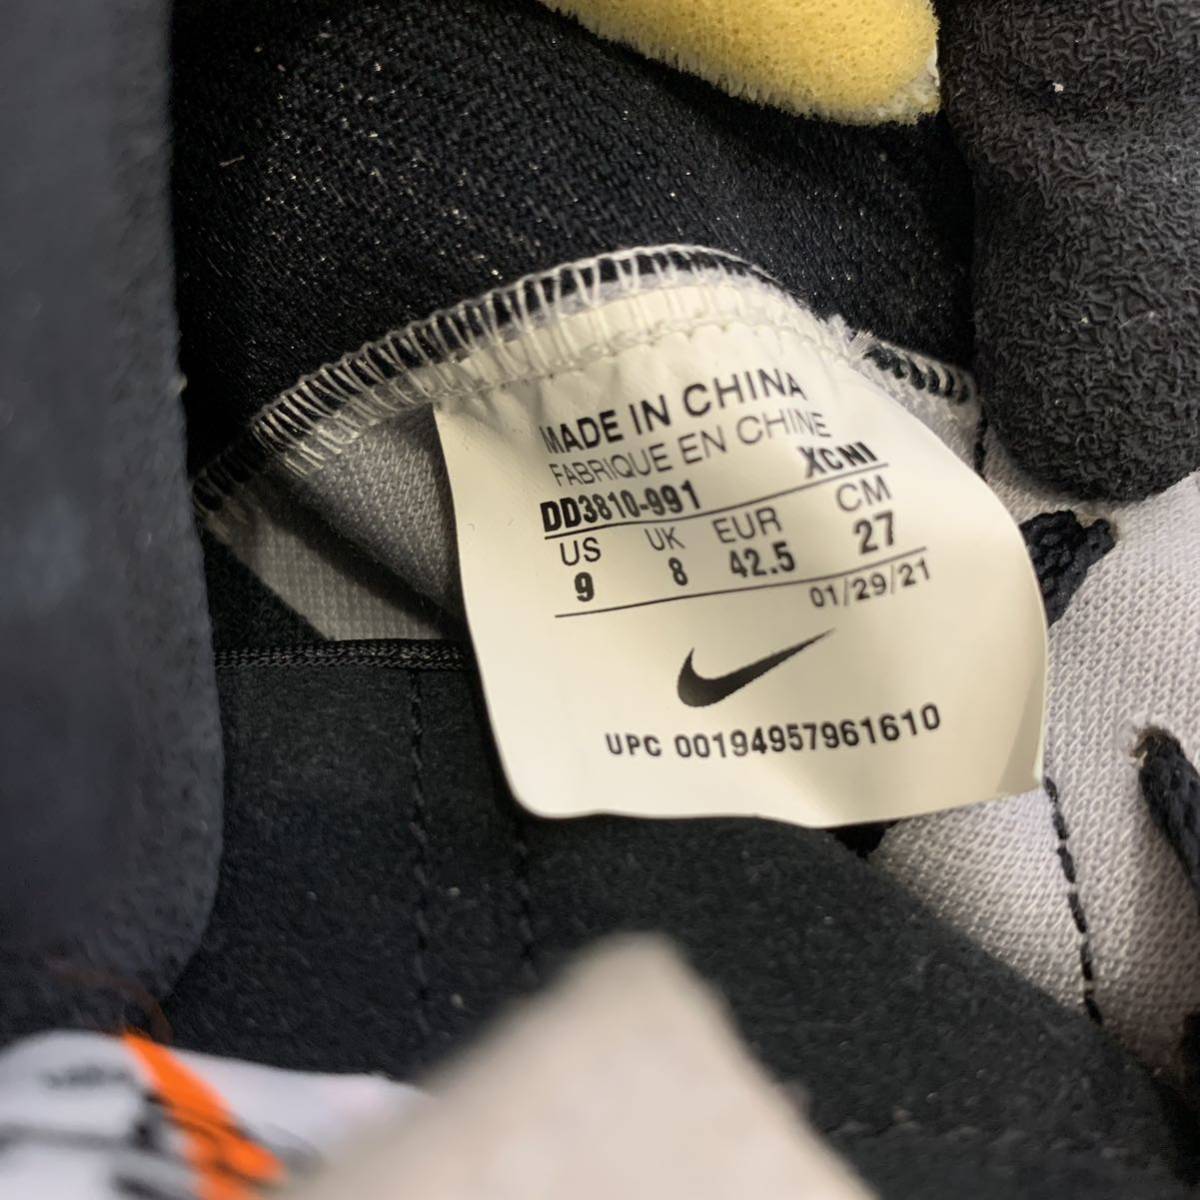 MADE IN CHINA
FABRIQUE EN CHINE
DD3810-991 XCNI
US UK EUR CM
9 8 42.5 27
01/29/21
UPC 00194957961610